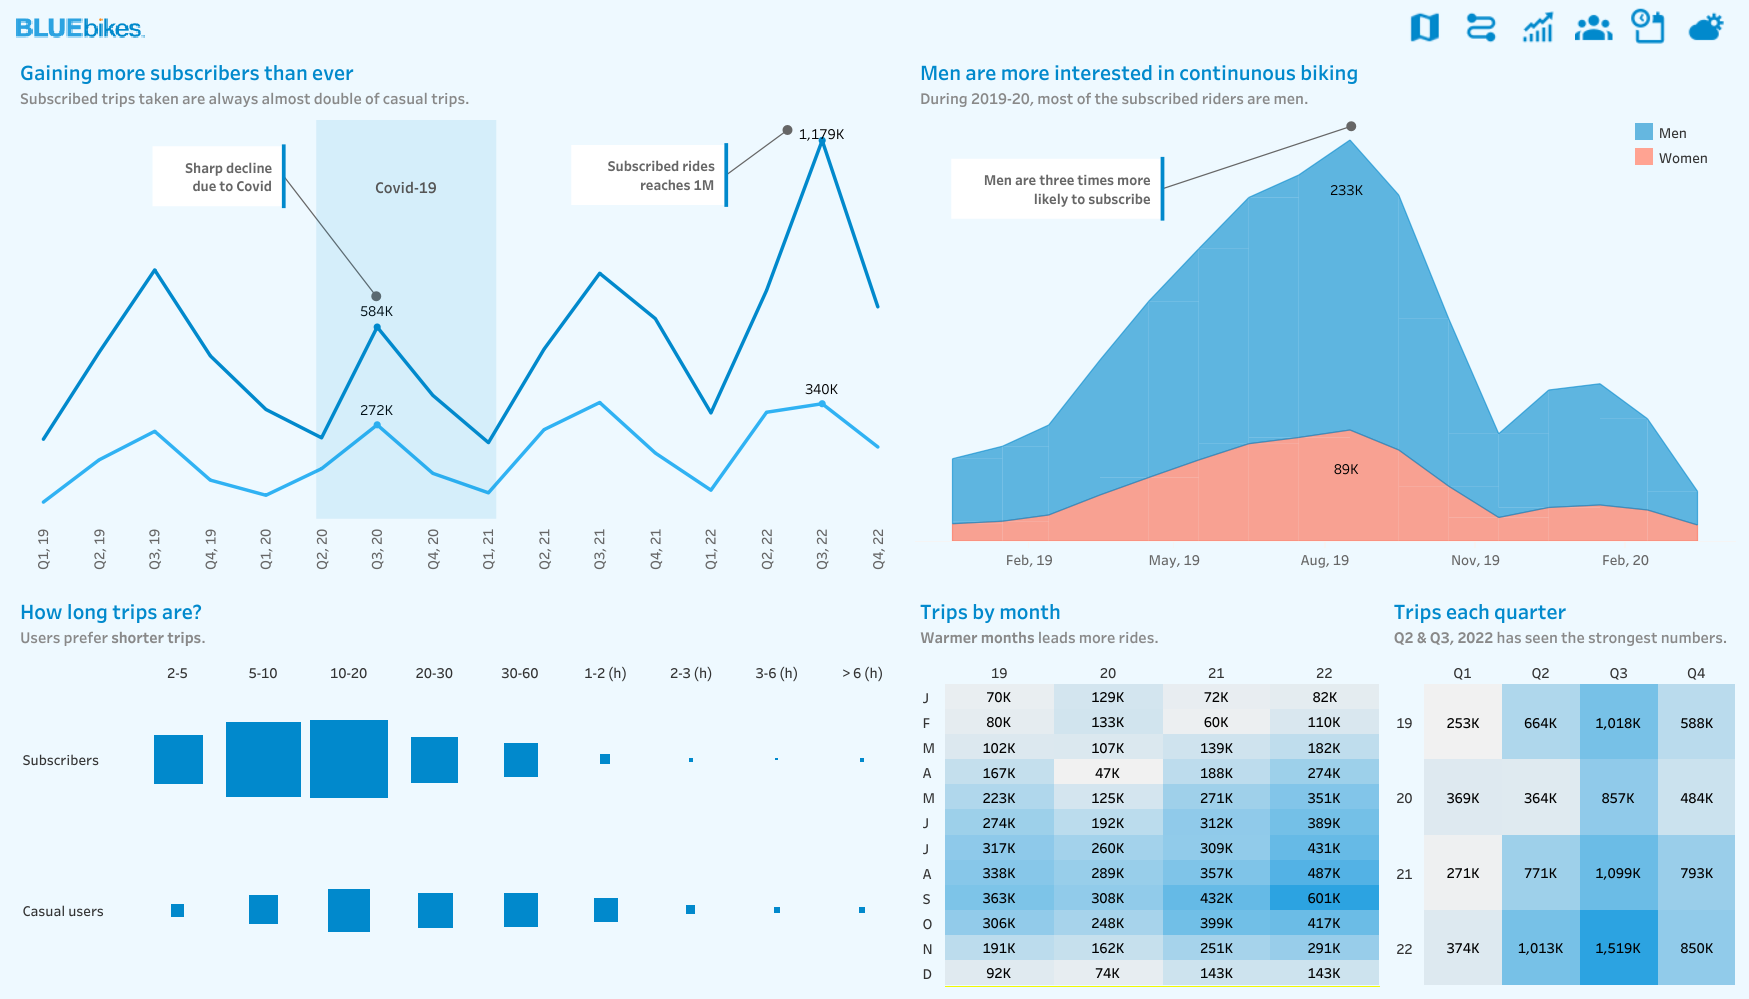 BLUEbikes
Gaining more subscribers than ever
Subscribed trips taken are always almost double of casual trips.
Sharp decline
due to Covid
Covid-19
Subscribed rides
reaches 1M
1,179K
584K
272K
340K
Q1, 19
Q2, 19
Q3, 19
Q4, 19
Q1, 20
Q2, 20
Q3, 20
Q4, 20
Q1, 21
Q2, 21
Q3, 21
Q4, 21
Q1, 22
Q2, 22
Q3, 22
Q4, 22
Men are more interested in continunous biking
During 2019-20, most of the subscribed riders are men.
Men
Women
Men are three times more
likely to subscribe
233K
89K
Feb, 19 May, 19 Aug, 19 Nov, 19 Feb, 20
How long trips are?
Users prefer shorter trips.
2-5 5-10 10-20 20-30 30-60 1-2 (h) 2-3 (h) 3-6 (h) > 6 (h)
Subscribers
Casual users
Trips by month
Warmer months leads more rides.
19 20 21 22
J 70K 129K 72K 82K
F 80K 133K 60K 110K
M 102K 107K 139K 182K
A 167K 47K 188K 274K
M 223K 125K 271K 351K
J 274K 192K 312K 389K
J 317K 260K 309K 431K
A 338K 289K 357K 487K
S 363K 308K 432K 601K
O 306K 248K 399K 417K
N 191K 162K 251K 291K
D 92K 74K 143K 143K
Trips each quarter
Q2 & Q3, 2022 has seen the strongest numbers.
Q1 Q2 Q3 Q4
19 253K 664K 1,018K 588K
20 369K 364K 857K 484K
21 271K 771K 1,099K 793K
22 374K 1,013K 1,519K 850K